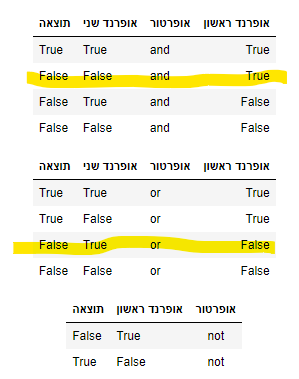 אופרנד ראשון אופרטור אופרנד שני תוצאה
True and True True
True and False False
False and True False
False and False False
אופרנד ראשון אופרטור אופרנד שני תוצאה
True or True True
True or False True
False or True False
False or False False
אופרטור אופרנד ראשון תוצאה
not True False
not False True